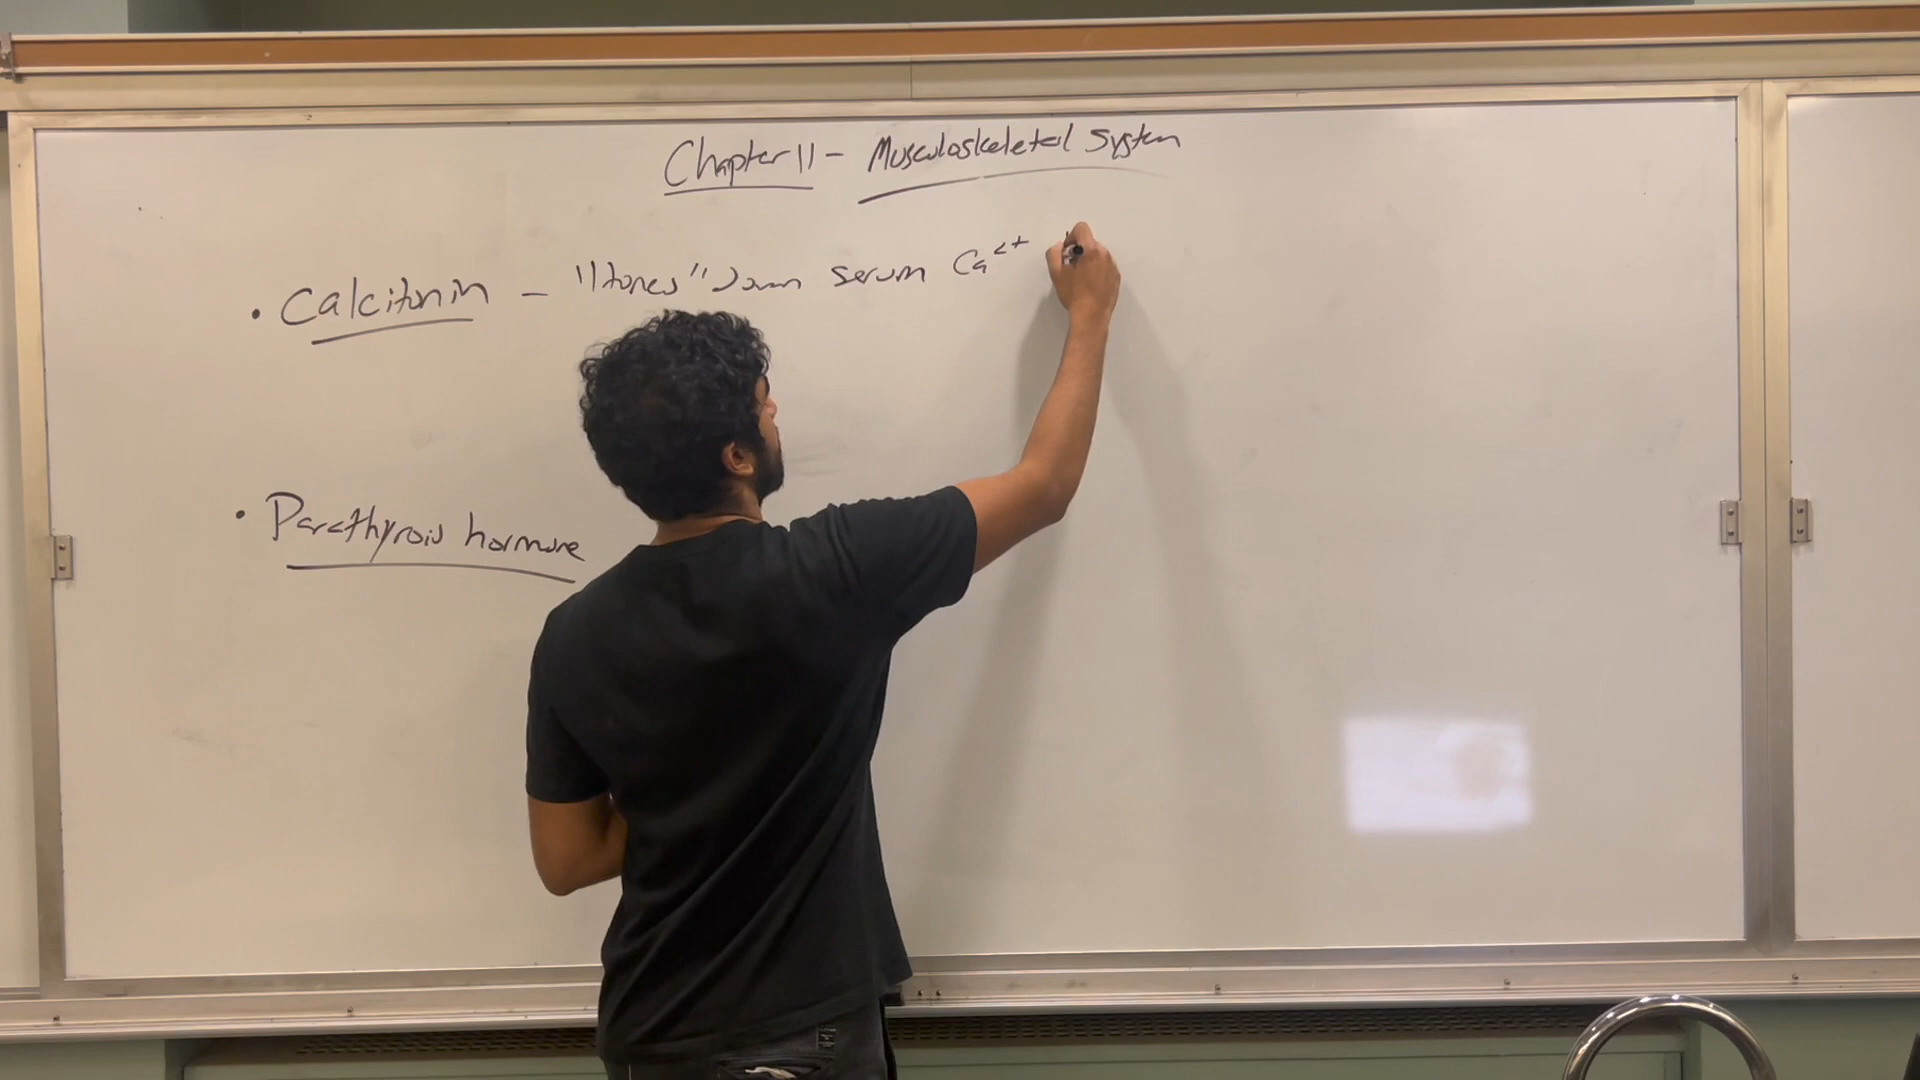 Chapter 11 - Musculoskeletal System
• Calcitonin - "tones" down serum Ca²⁺
• Parathyroid hormone